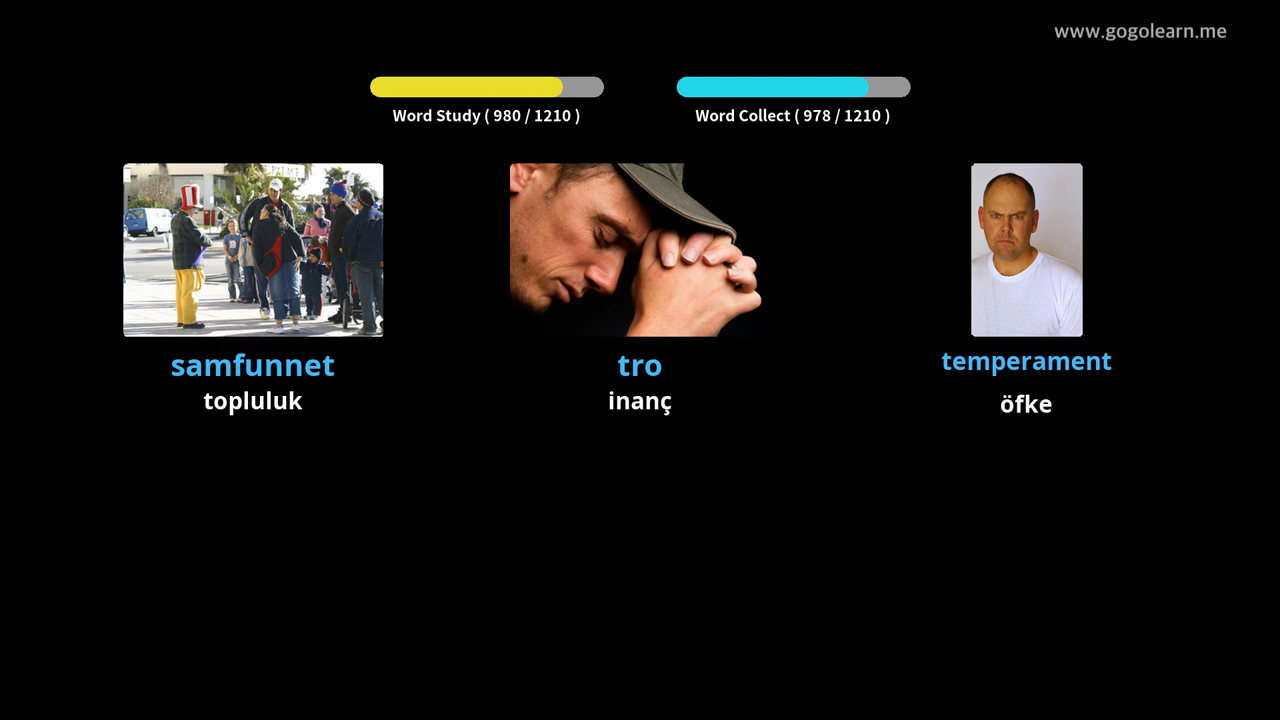 www.gogolearn.me
Word Study ( 980 / 1210 )
Word Collect ( 978 / 1210 )
samfunnet
topluluk
tro
inanç
temperament
öfke